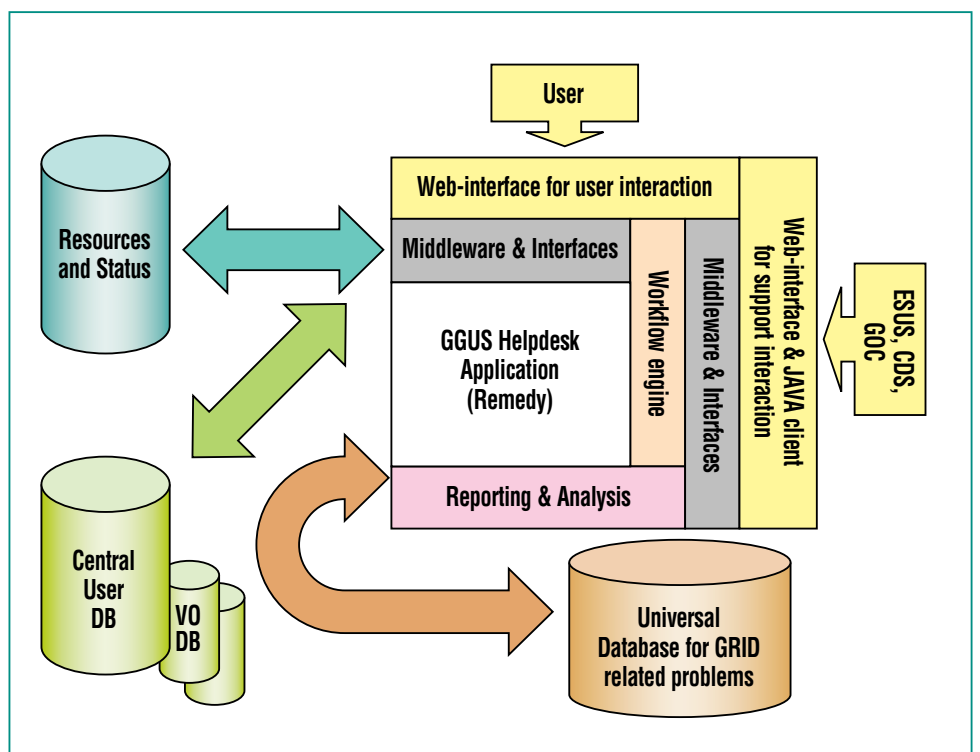 User
Web-interface for user interaction
Resources
and Status
Middleware & Interfaces
GGUS Helpdesk
Application
(Remedy)
Workflow engine
Middleware & Interfaces
Web-interface & JAVA client
for support interaction
ESUS, CDS,
GOC
Reporting & Analysis
Central
User
DB
VO
DB
Universal
Database for GRID
related problems